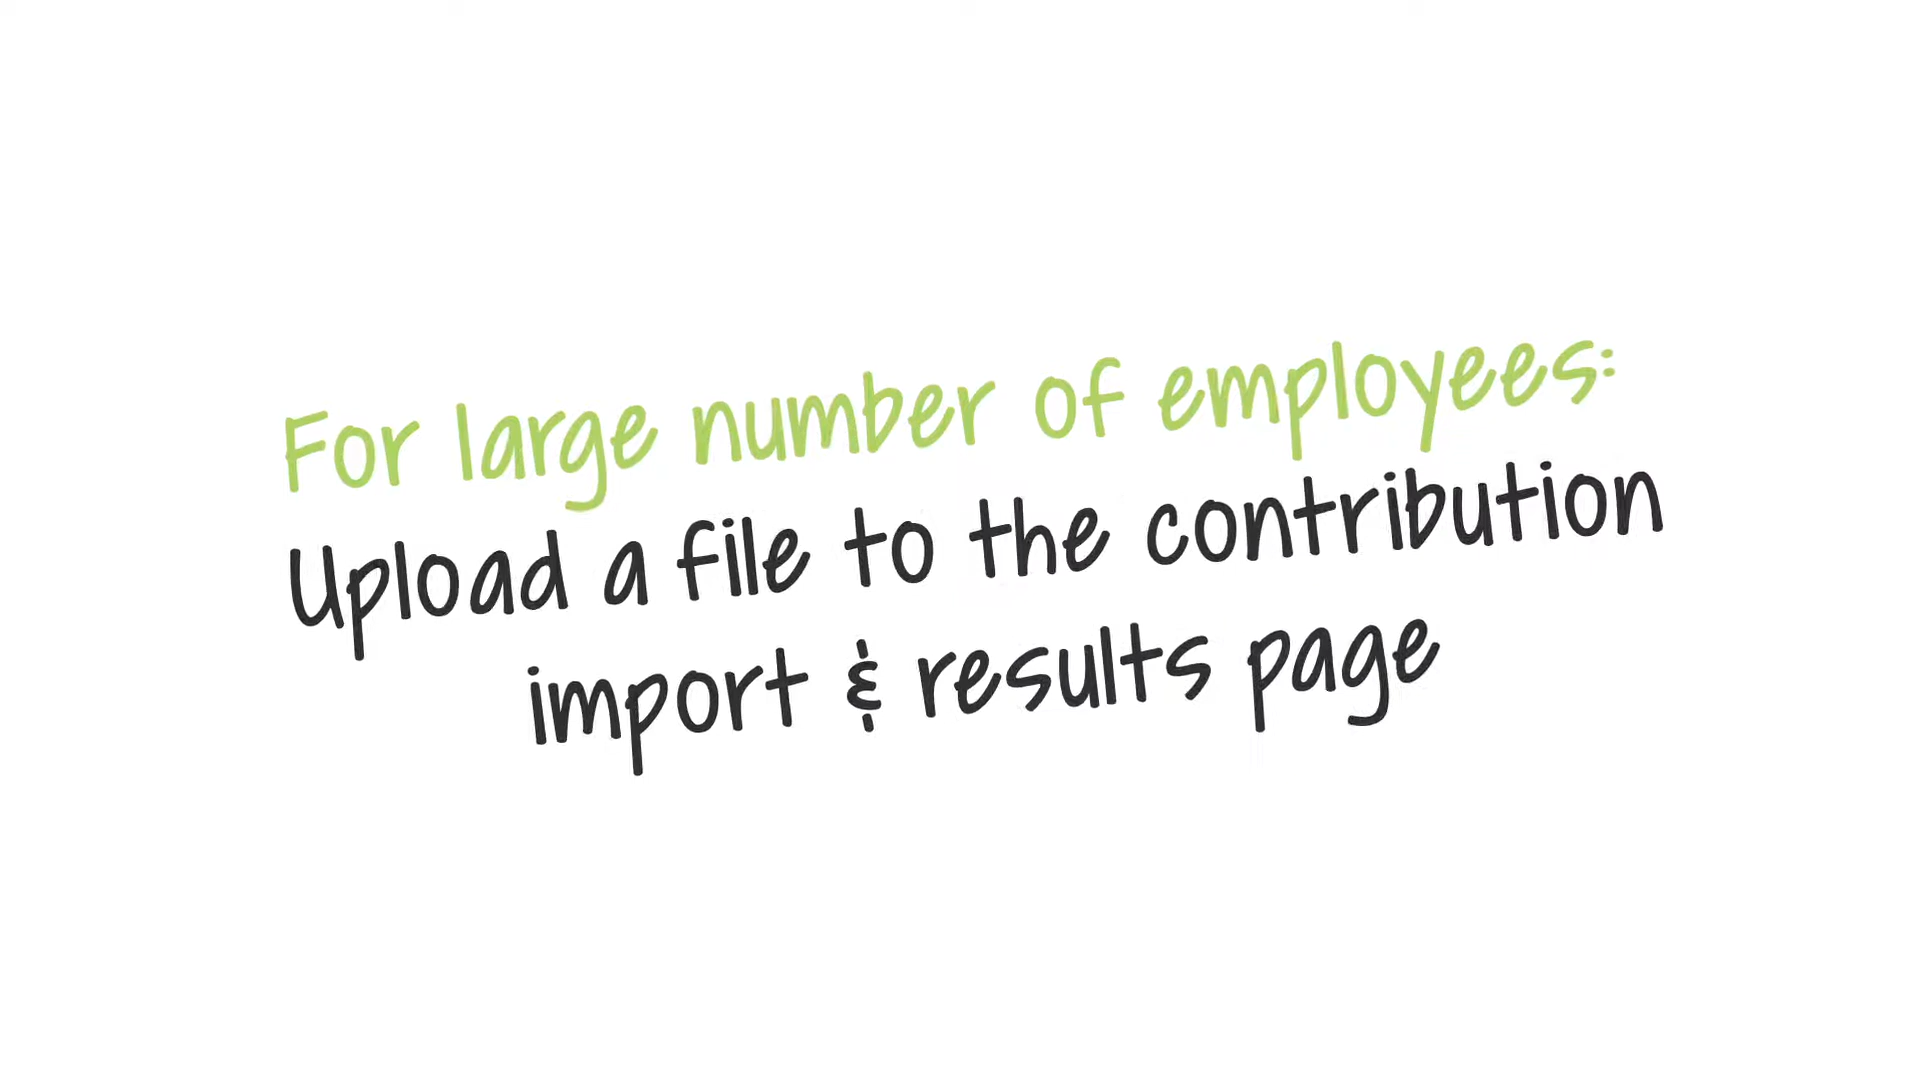 For large number of employees:
Upload a file to the contribution
import & results page